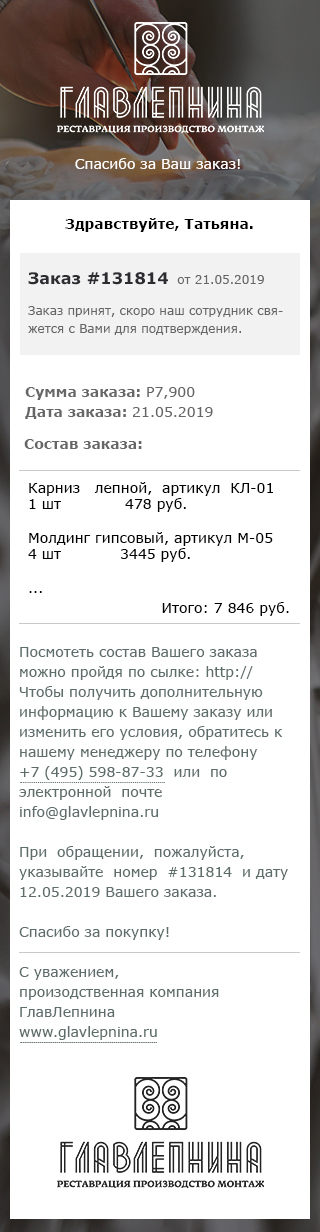 ГЛАВЛЕПНИНА
РЕСТАВРАЦИЯ ПРОИЗВОДСТВО МОНТАЖ
Спасибо за Ваш заказ!
Здравствуйте, Татьяна.
Заказ #131814 от 21.05.2019
Заказ принят, скоро наш сотрудник свя-
жется с Вами для подтверждения.
Сумма заказа: Р7,900
Дата заказа: 21.05.2019
Состав заказа:
Карниз лепной, артикул КЛ-01
1 шт 478 руб.
Молдинг гипсовый, артикул М-05
4 шт 3445 руб.
...
Итого: 7 846 руб.
Посмотеть состав Вашего заказа
можно пройдя по сылке: http://
Чтобы получить дополнительную
информацию к Вашему заказу или
изменить его условия, обратитесь к
нашему менеджеру по телефону
+7 (495) 598-87-33 или по
электронной почте
info@glavlepnina.ru
При обращении, пожалуйста,
указывайте номер #131814 и дату
12.05.2019 Вашего заказа.
Спасибо за покупку!
С уважением,
произодственная компания
ГлавЛепнина
www.glavlepnina.ru
ГЛАВЛЕПНИНА
РЕСТАВРАЦИЯ ПРОИЗВОДСТВО МОНТАЖ